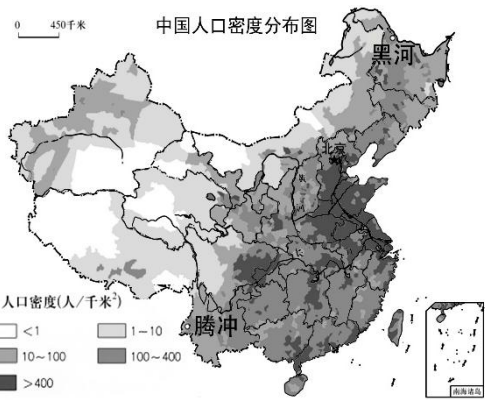 中国人口密度分布图
0 450千米
黑河
北京
腾冲
人口密度(人/千米²)
<1
1~10
10~100
100~400
>400
南海诸岛